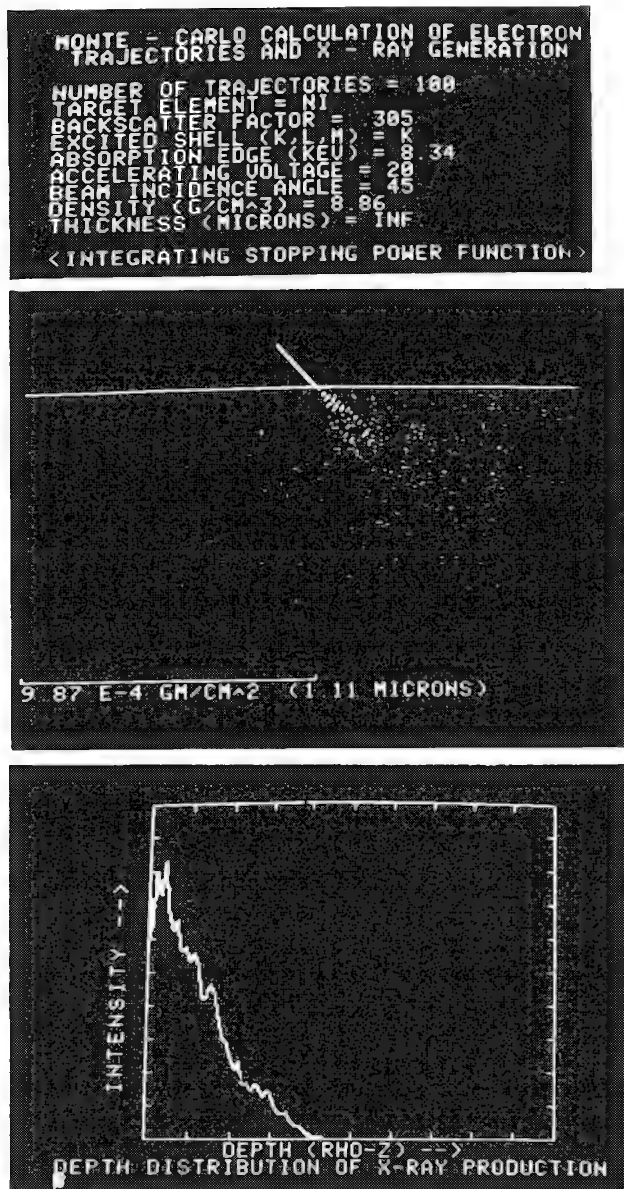 MONTE - CARLO CALCULATION OF ELECTRON
TRAJECTORIES AND X - RAY GENERATION
NUMBER OF TRAJECTORIES = 100
TARGET ELEMENT = NI
BACKSCATTER FACTOR = .305
EXCITED SHELL (K,L,M) = K
ABSORPTION EDGE (KEV) = 8.34
ACCELERATING VOLTAGE = 20
BEAM INCIDENCE ANGLE = 45
DENSITY (G/CM^3) = 8.86
THICKNESS (MICRONS) = INF
<INTEGRATING STOPPING POWER FUNCTION>
9.87 E-4 GM/CM^2 (1.11 MICRONS)
INTENSITY -->
DEPTH (RHO-Z) -->
DEPTH DISTRIBUTION OF X-RAY PRODUCTION